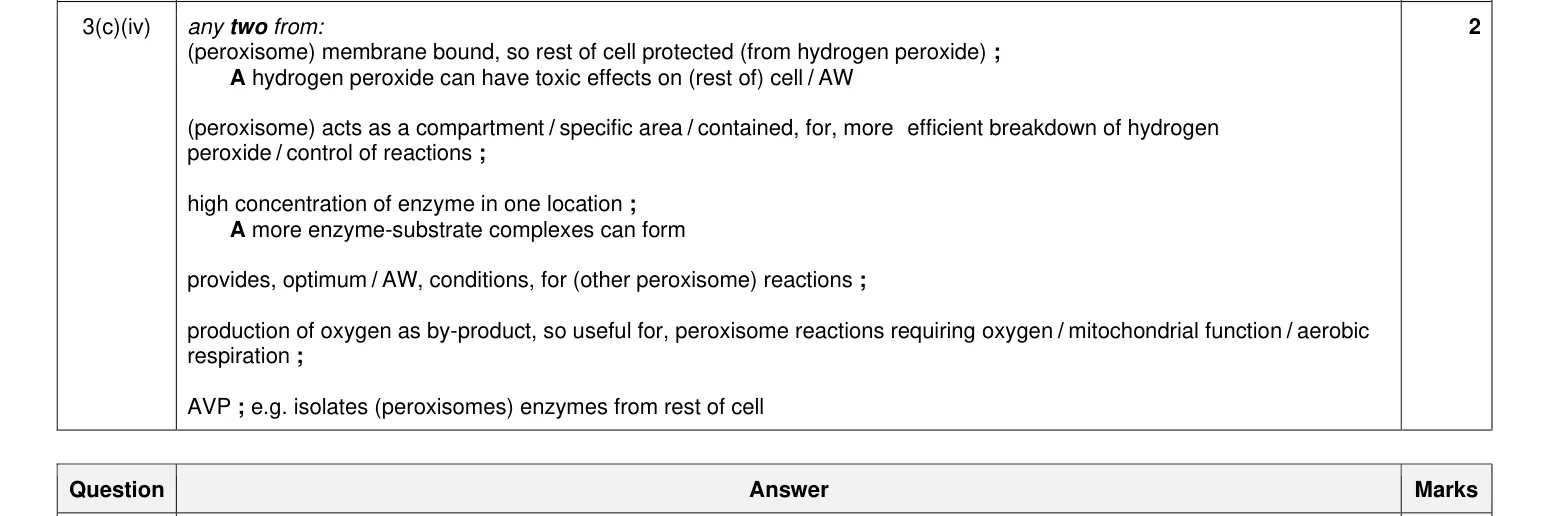 3(c)(iv) any two from: 2
(peroxisome) membrane bound, so rest of cell protected (from hydrogen peroxide) ;
A hydrogen peroxide can have toxic effects on (rest of) cell / AW
(peroxisome) acts as a compartment / specific area / contained, for, more efficient breakdown of hydrogen
peroxide / control of reactions ;
high concentration of enzyme in one location ;
A more enzyme-substrate complexes can form
provides, optimum / AW, conditions, for (other peroxisome) reactions ;
production of oxygen as by-product, so useful for, peroxisome reactions requiring oxygen / mitochondrial function / aerobic
respiration ;
AVP ; e.g. isolates (peroxisomes) enzymes from rest of cell
Question Answer Marks